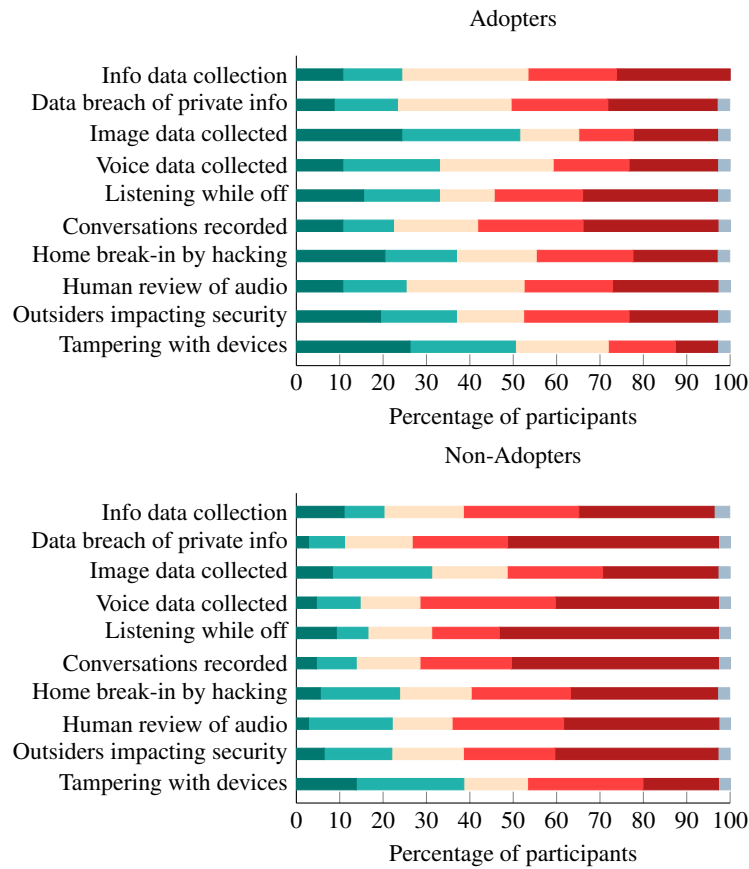 Adopters
Info data collection
Data breach of private info
Image data collected
Voice data collected
Listening while off
Conversations recorded
Home break-in by hacking
Human review of audio
Outsiders impacting security
Tampering with devices
0 10 20 30 40 50 60 70 80 90 100
Percentage of participants
Non-Adopters
Info data collection
Data breach of private info
Image data collected
Voice data collected
Listening while off
Conversations recorded
Home break-in by hacking
Human review of audio
Outsiders impacting security
Tampering with devices
0 10 20 30 40 50 60 70 80 90 100
Percentage of participants